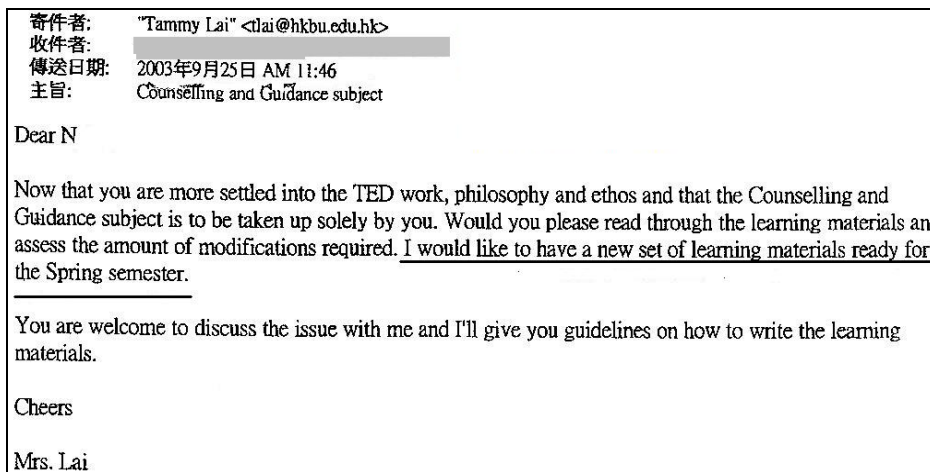 寄件者: "Tammy Lai" <tlai@hkbu.edu.hk>
收件者:
傳送日期: 2003年9月25日 AM 11:46
主旨: Counselling and Guidance subject
Dear N
Now that you are more settled into the TED work, philosophy and ethos and that the Counselling and
Guidance subject is to be taken up solely by you. Would you please read through the learning materials an
assess the amount of modifications required. I would like to have a new set of learning materials ready for
the Spring semester.
You are welcome to discuss the issue with me and I'll give you guidelines on how to write the learning
materials.
Cheers
Mrs. Lai